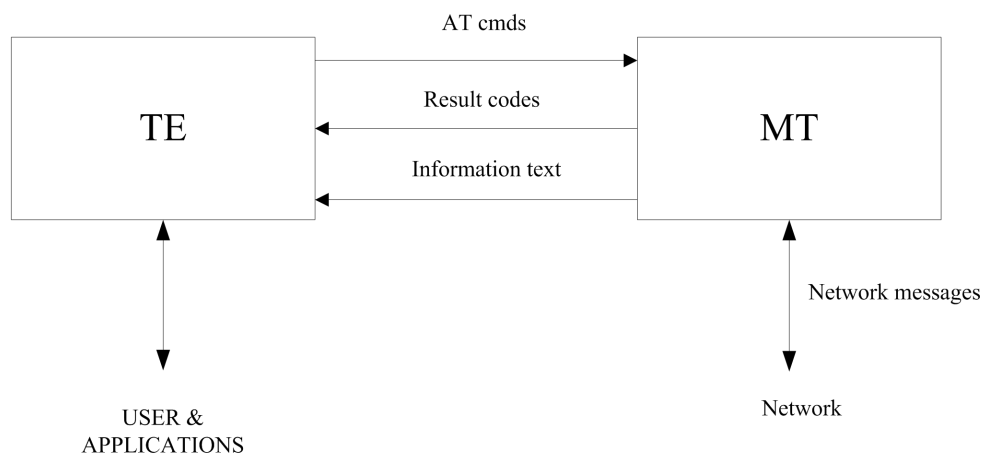 AT cmds
TE
Result codes
MT
Information text
Network messages
USER &
APPLICATIONS
Network